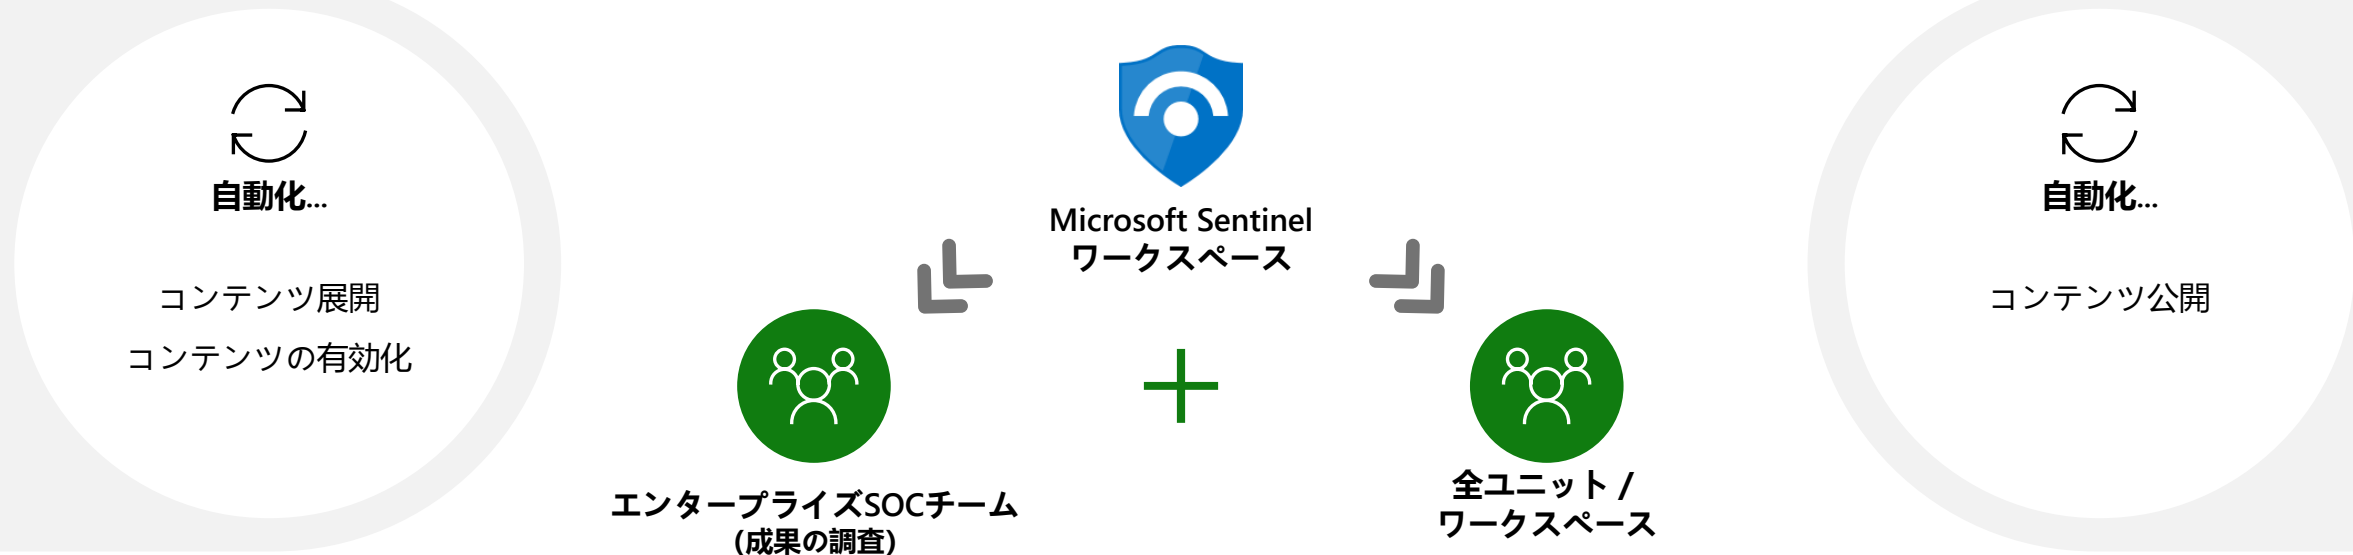 自動化...
コンテンツ展開
コンテンツの有効化
Microsoft Sentinel
ワークスペース
エンタープライズSOCチーム
(成果の調査)
全ユニット /
ワークスペース
自動化...
コンテンツ公開